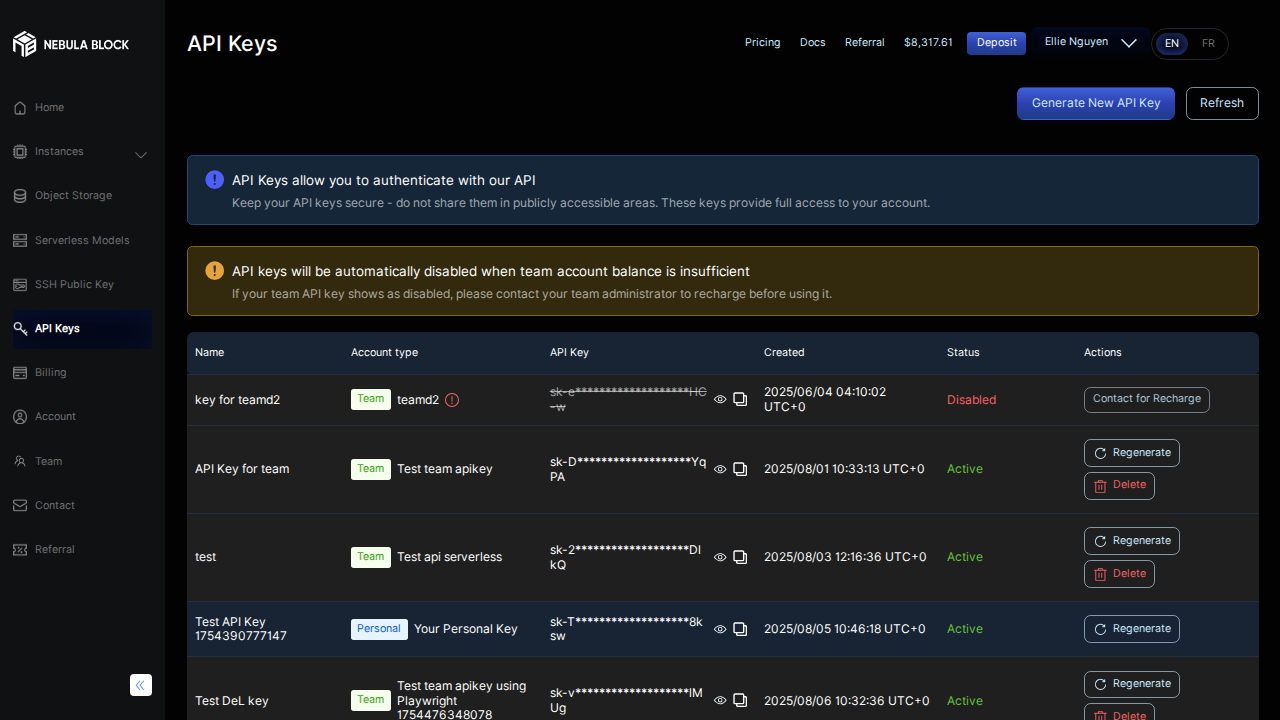 NEBULA BLOCK
API Keys
Pricing
Docs
Referral
$8,317.61
Deposit
Ellie Nguyen
EN
FR
Home
Instances
Object Storage
Serverless Models
SSH Public Key
API Keys
Billing
Account
Team
Contact
Referral
Generate New API Key
Refresh
API Keys allow you to authenticate with our API
Keep your API keys secure - do not share them in publicly accessible areas. These keys provide full access to your account.
API keys will be automatically disabled when team account balance is insufficient
If your team API key shows as disabled, please contact your team administrator to recharge before using it.
Name
Account type
API Key
Created
Status
Actions
key for teamd2
Team
teamd2
sk-e*******************HC
-w
2025/06/04 04:10:02
UTC+0
Disabled
Contact for Recharge
API Key for team
Team
Test team apikey
sk-D*******************Yq
PA
2025/08/01 10:33:13 UTC+0
Active
Regenerate
Delete
test
Team
Test api serverless
sk-2*******************DI
kQ
2025/08/03 12:16:36 UTC+0
Active
Regenerate
Delete
Test API Key
1754390777147
Personal
Your Personal Key
sk-T*******************8k
sw
2025/08/05 10:46:18 UTC+0
Active
Regenerate
Test DeL key
Team
Test team apikey using
Playwright
1754476348078
sk-v*******************IM
Ug
2025/08/06 10:32:36 UTC+0
Active
Regenerate
Delete